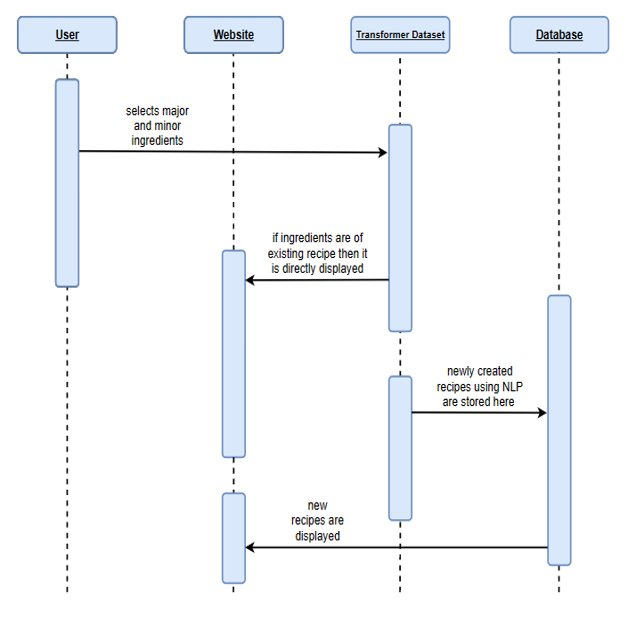 User
Website
Transformer Dataset
Database
selects major
and minor
ingredients
if ingredients are of
existing recipe then it
is directly displayed
newly created
recipes using NLP
are stored here
new
recipes are
displayed